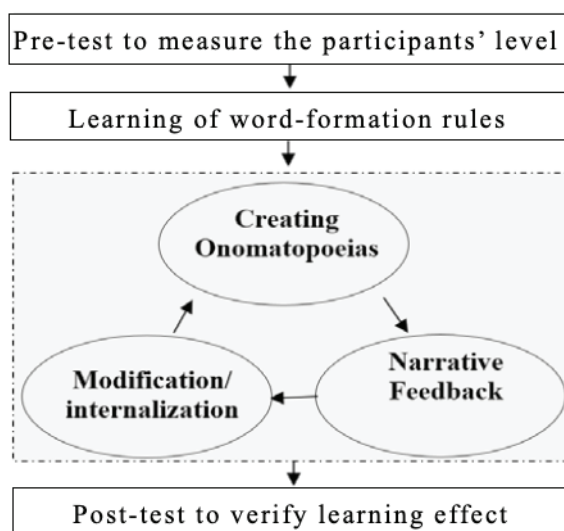 Pre-test to measure the participants’ level
Learning of word-formation rules
Creating
Onomatopoeias
Narrative
Feedback
Modification/
internalization
Post-test to verify learning effect